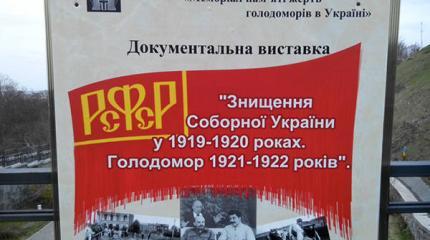 «Меморіал пам'яті жертв
голодоморів в Україні»
Документальна виставка
РСФСР
"Знищення
Соборної України
у 1919-1920 роках.
Голодомор 1921-1922 років".